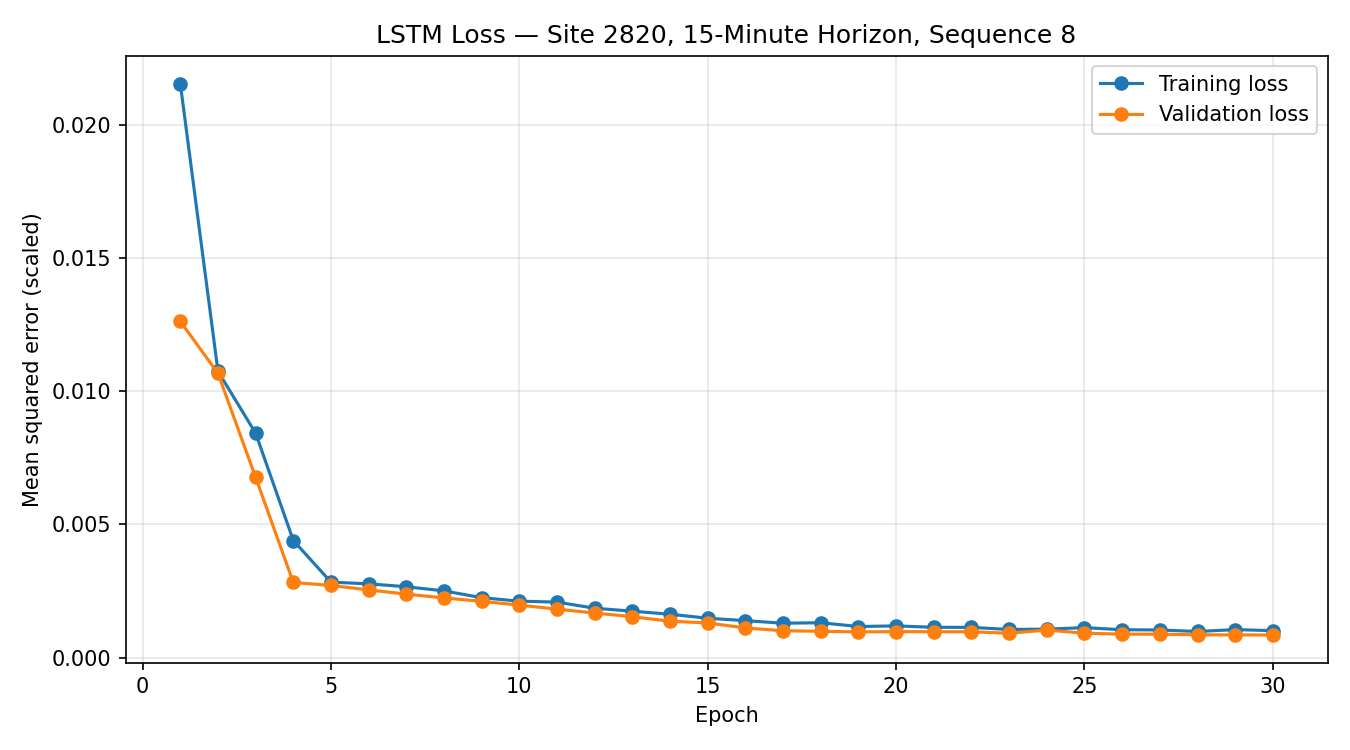 LSTM Loss — Site 2820, 15-Minute Horizon, Sequence 8
Training loss
Validation loss
Mean squared error (scaled)
0.020
0.015
0.010
0.005
0.000
0 5 10 15 20 25 30
Epoch